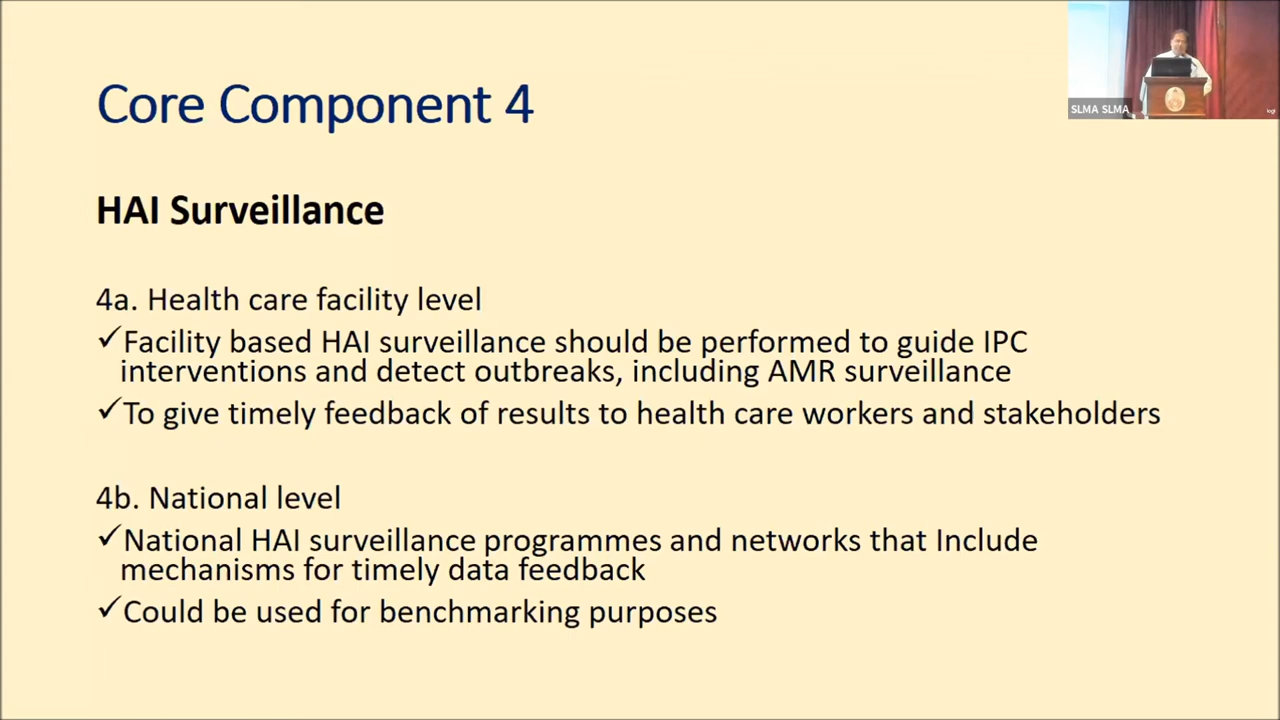 Core Component 4
SLMA SLMA
HAI Surveillance
4a. Health care facility level
✓Facility based HAI surveillance should be performed to guide IPC
interventions and detect outbreaks, including AMR surveillance
✓To give timely feedback of results to health care workers and stakeholders
4b. National level
✓National HAI surveillance programmes and networks that Include
mechanisms for timely data feedback
✓Could be used for benchmarking purposes